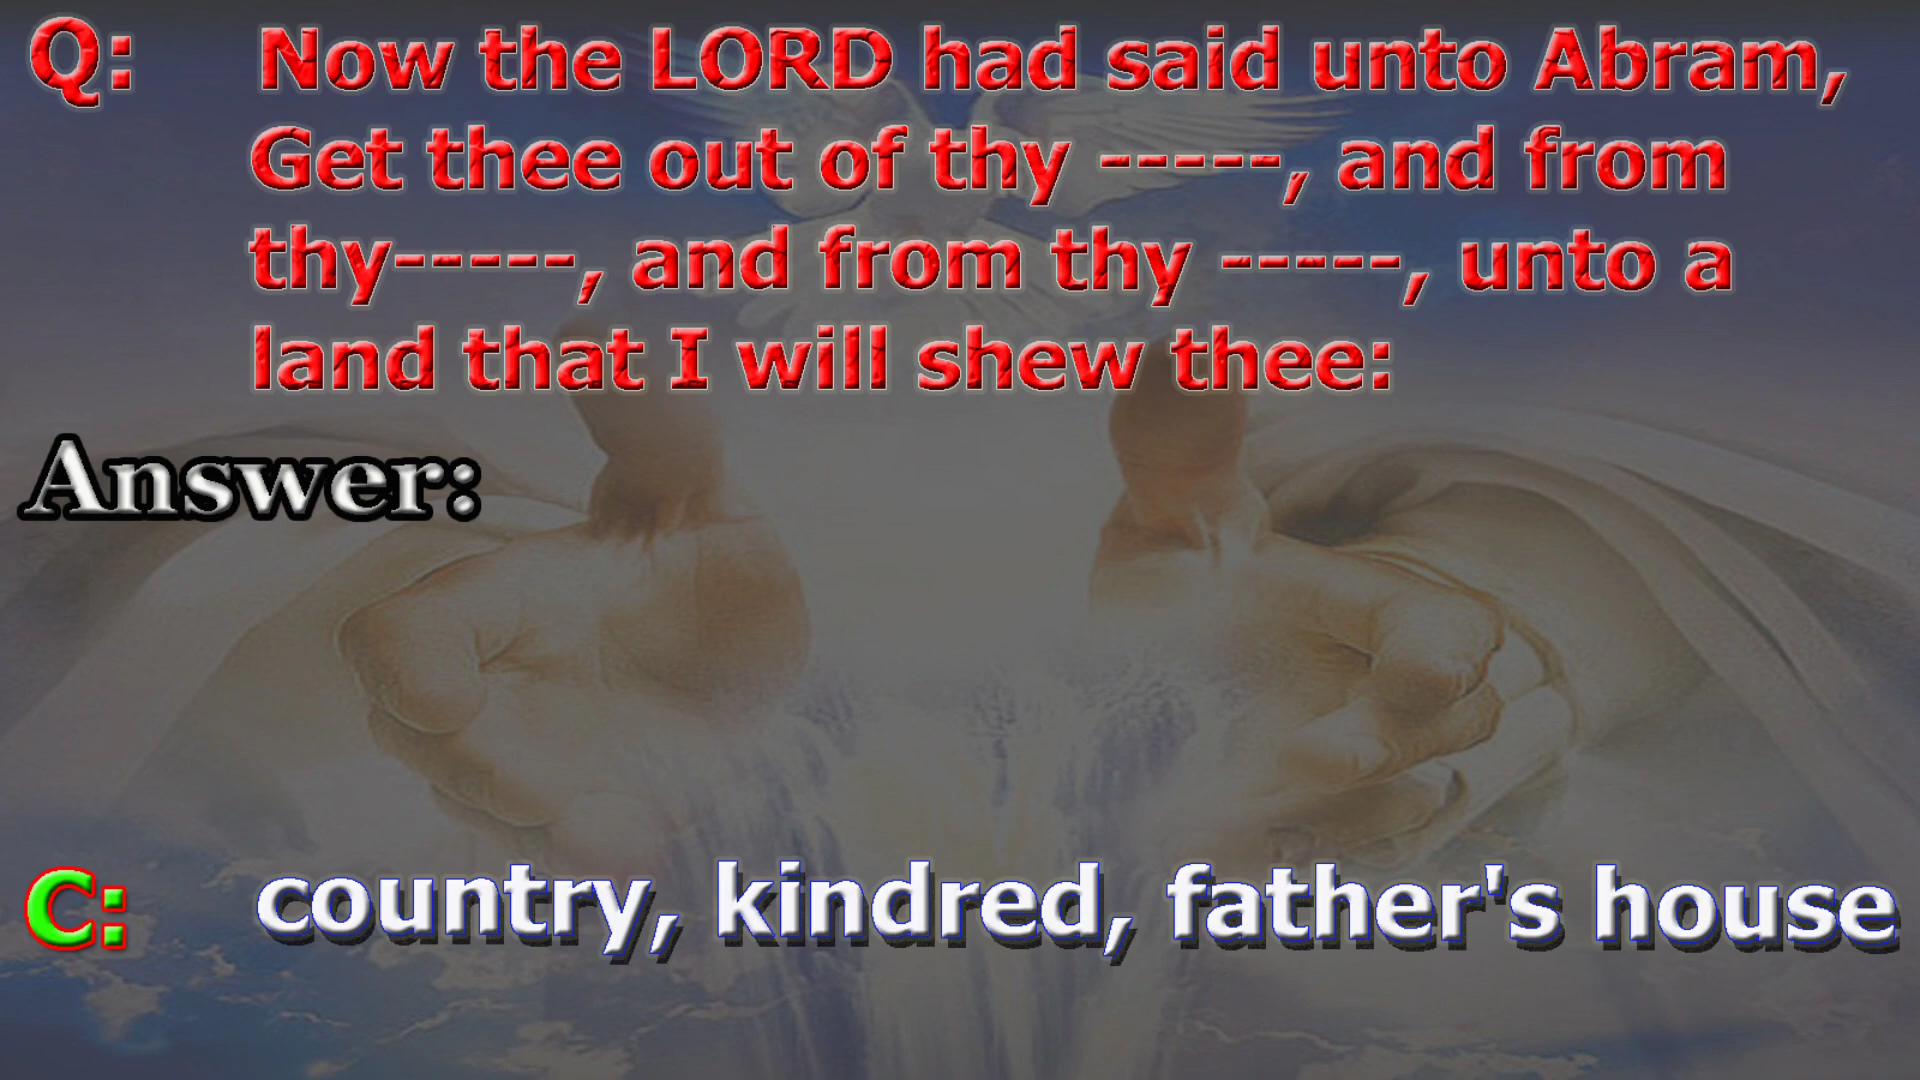 Q: Now the LORD had said unto Abram,
Get thee out of thy -----, and from
thy-----, and from thy -----, unto a
land that I will shew thee:
Answer:
C: country, kindred, father's house